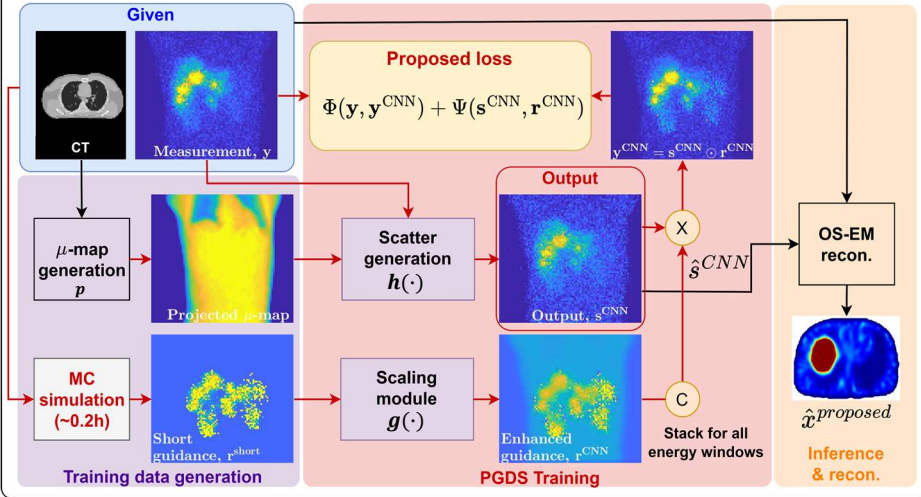 Given
CT
Measurement, y
Proposed loss
Φ(y, y^CNN) + Ψ(s^CNN, r^CNN)
y^CNN = s^CNN ⊙ r^CNN
μ-map
generation
p
Projected μ-map
Scatter
generation
h(·)
Output
Output, s^CNN
X
ŝ^CNN
OS-EM
recon.
MC
simulation
(~0.2h)
Short
guidance, r^short
Scaling
module
g(·)
Enhanced
guidance, r^CNN
C
Stack for all
energy windows
x̂^proposed
Training data generation
PGDS Training
Inference
& recon.